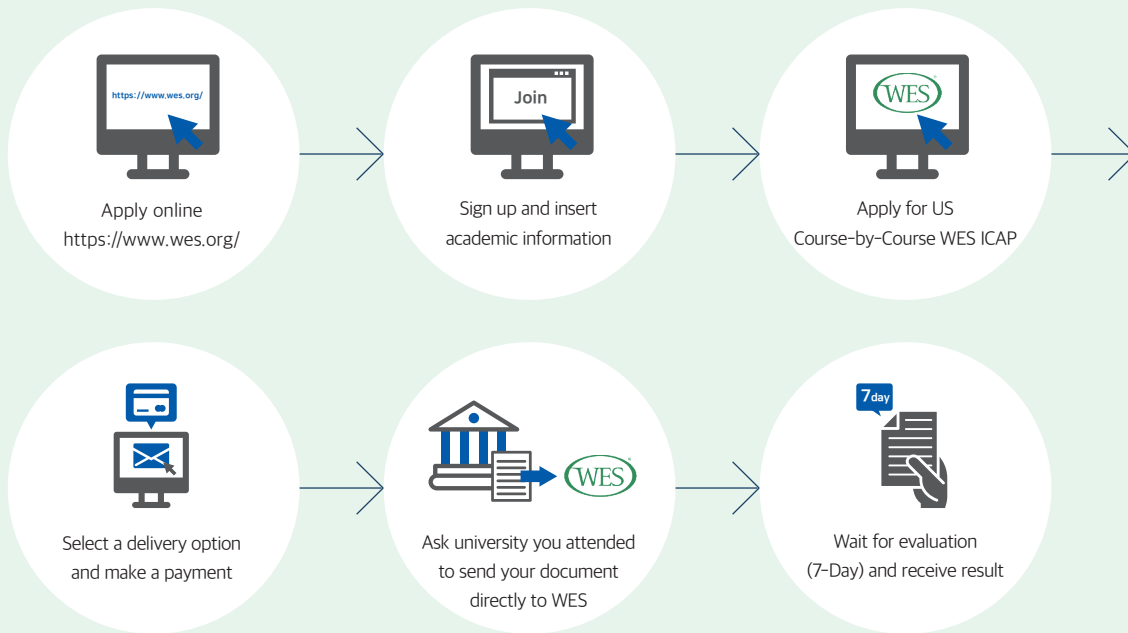 https://www.wes.org/
Apply online
https://www.wes.org/
Join
Sign up and insert
academic information
WES
Apply for US
Course-by-Course WES ICAP
Select a delivery option
and make a payment
WES
Ask university you attended
to send your document
directly to WES
7day
Wait for evaluation
(7-Day) and receive result